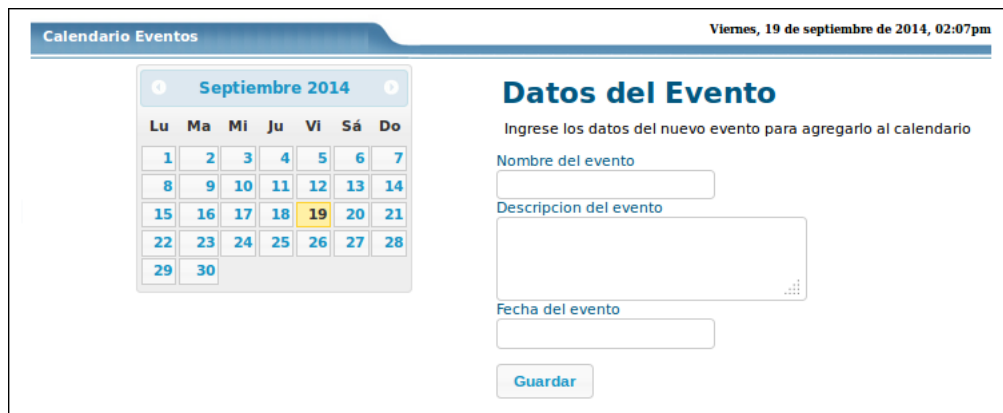 Calendario Eventos
Viernes, 19 de septiembre de 2014, 02:07pm
Septiembre 2014
Lu Ma Mi Ju Vi Sá Do
1 2 3 4 5 6 7
8 9 10 11 12 13 14
15 16 17 18 19 20 21
22 23 24 25 26 27 28
29 30
Datos del Evento
Ingrese los datos del nuevo evento para agregarlo al calendario
Nombre del evento
Descripcion del evento
Fecha del evento
Guardar